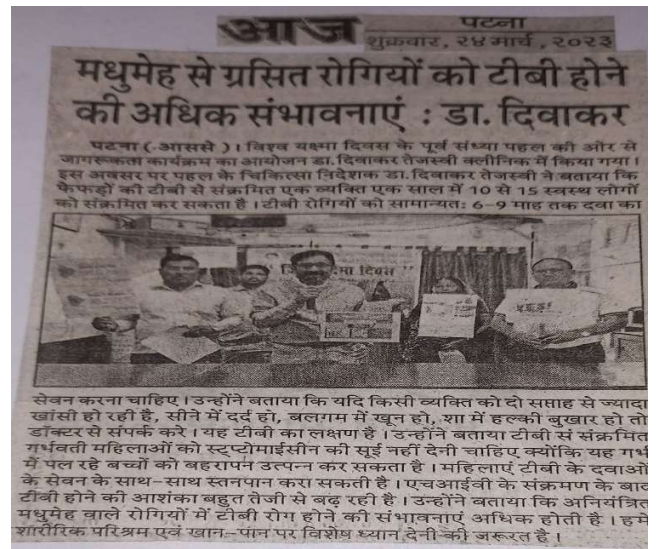 आज
पटना
शुक्रवार, २४ मार्च, २०२३
मधुमेह से ग्रसित रोगियों को टीबी होने
की अधिक संभावनाएं : डा. दिवाकर
पटना (आससे)। विश्व यक्ष्मा दिवस के पूर्व संध्या पहल की ओर से
जागरूकता कार्यक्रम का आयोजन डा. दिवाकर तेजस्वी क्लीनिक में किया गया।
इस अवसर पर पहल के चिकित्सा निदेशक डा. दिवाकर तेजस्वी ने बताया कि
फेफड़ों की टीबी से संक्रमित एक व्यक्ति एक साल में 10 से 15 स्वस्थ लोगों
को संक्रमित कर सकता है। टीबी रोगियों को सामान्यत: 6-9 माह तक दवा का
दिवस
सेवन करना चाहिए। उन्होंने बताया कि यदि किसी व्यक्ति को दो सप्ताह से ज्यादा
खांसी हो रही है, सीने में दर्द हो, बलगम में खून हो, शा में हल्की बुखार हो तो
डॉक्टर से संपर्क करे। यह टीबी का लक्षण है। उन्होंने बताया टीबी सं संक्रमित
गर्भवती महिलाओं को स्ट्रप्टोमाईसीन की सूई नहीं देनी चाहिए क्योंकि यह गर्भ
में पल रहे बच्चों को बहरापन उत्पन्न कर सकता है। महिलाएं टीबी के दवाओं
के सेवन के साथ-साथ स्तनपान करा सकती है। एचआईवी के संक्रमण के बाद
टीबी होने की आशंका बहुत तेजी से बढ़ रही है। उन्होंने बताया कि अनियंत्रित
मधुमेह वाले रोगियों में टीबी रोग होने की संभावनाएं अधिक होती है। हमे
शारीरिक परिश्रम एवं खान-पान पर विशेष ध्यान देनी की जरूरत है।